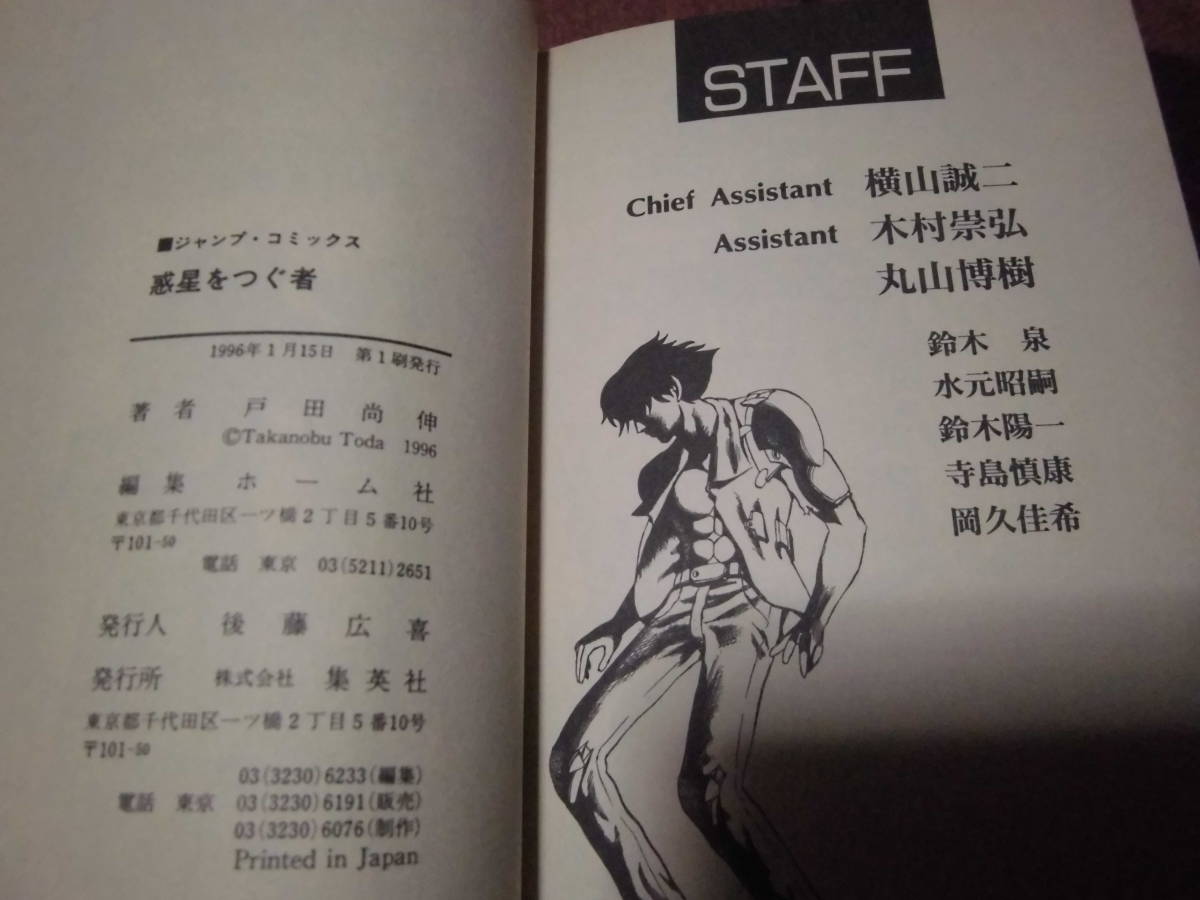 ■ジャンプ・コミックス
惑星をつぐ者
1996年1月15日 第1刷発行
著者 戸田尚伸
©Takanobu Toda 1996
編集 ホーム社
東京都千代田区一ツ橋2丁目5番10号
〒101-50
電話 東京 03(5211)2651
発行人 後藤広喜
発行所 株式会社 集英社
東京都千代田区一ツ橋2丁目5番10号
〒101-50
03(3230)6233(編集)
電話 東京 03(3230)6191(販売)
03(3230)6076(制作)
Printed in Japan
STAFF
Chief Assistant 横山誠二
Assistant 木村崇弘
丸山博樹
鈴木 泉
水元昭嗣
鈴木陽一
寺島慎康
岡久佳希